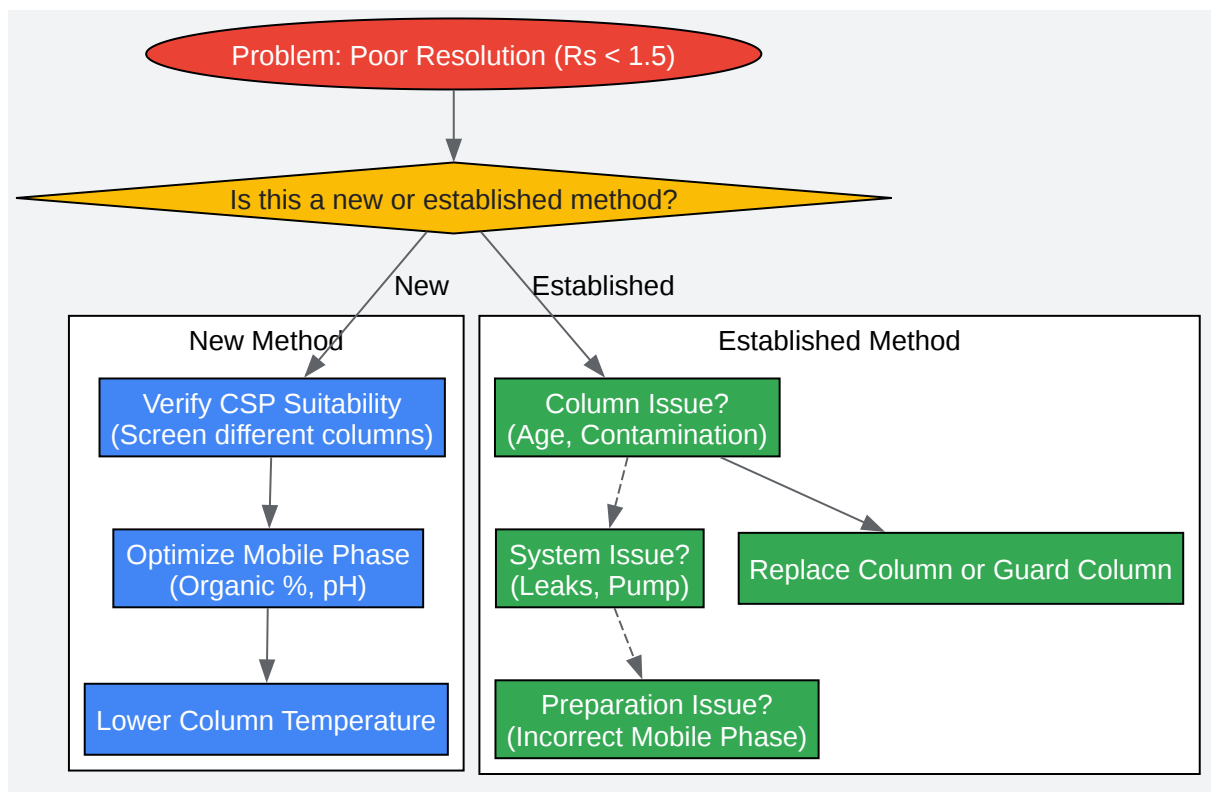 Problem: Poor Resolution (Rs < 1.5)
Is this a new or established method?
New
Established
New Method
Verify CSP Suitability
(Screen different columns)
Optimize Mobile Phase
(Organic %, pH)
Lower Column Temperature
Established Method
Column Issue?
(Age, Contamination)
System Issue?
(Leaks, Pump)
Replace Column or Guard Column
Preparation Issue?
(Incorrect Mobile Phase)